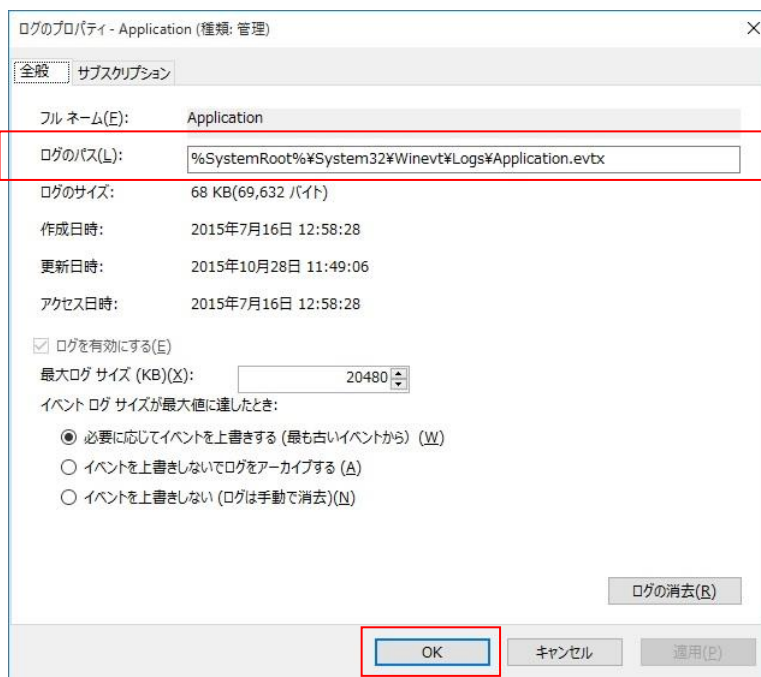 ログのプロパティ - Application (種類: 管理)
全般 サブスクリプション
フル ネーム(F): Application
ログのパス(L): %SystemRoot%¥System32¥Winevt¥Logs¥Application.evtx
ログのサイズ: 68 KB(69,632 バイト)
作成日時: 2015年7月16日 12:58:28
更新日時: 2015年10月28日 11:49:06
アクセス日時: 2015年7月16日 12:58:28
ログを有効にする(E)
最大ログ サイズ (KB)(X): 20480
イベント ログ サイズが最大値に達したとき:
必要に応じてイベントを上書きする (最も古いイベントから) (W)
イベントを上書きしないでログをアーカイブする (A)
イベントを上書きしない (ログは手動で消去)(N)
ログの消去(R)
OK キャンセル 適用(P)